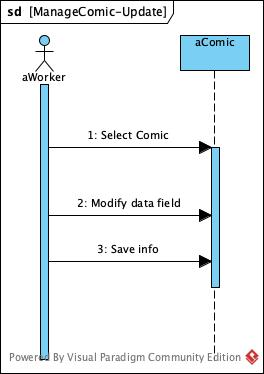 sd [ManageComic-Update]
aComic
aWorker
1: Select Comic
2: Modify data field
3: Save info
Powered By Visual Paradigm Community Edition